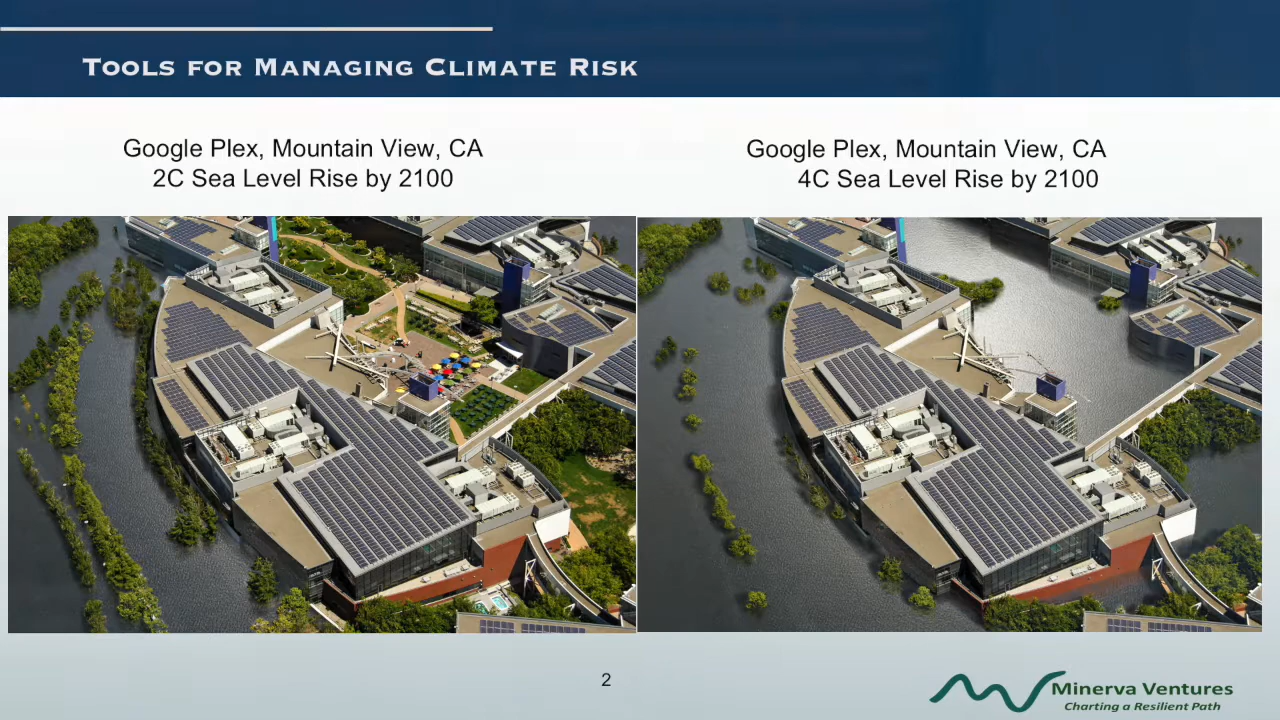 TOOLS FOR MANAGING CLIMATE RISK
Google Plex, Mountain View, CA
2C Sea Level Rise by 2100
Google Plex, Mountain View, CA
4C Sea Level Rise by 2100
2
Minerva Ventures
Charting a Resilient Path